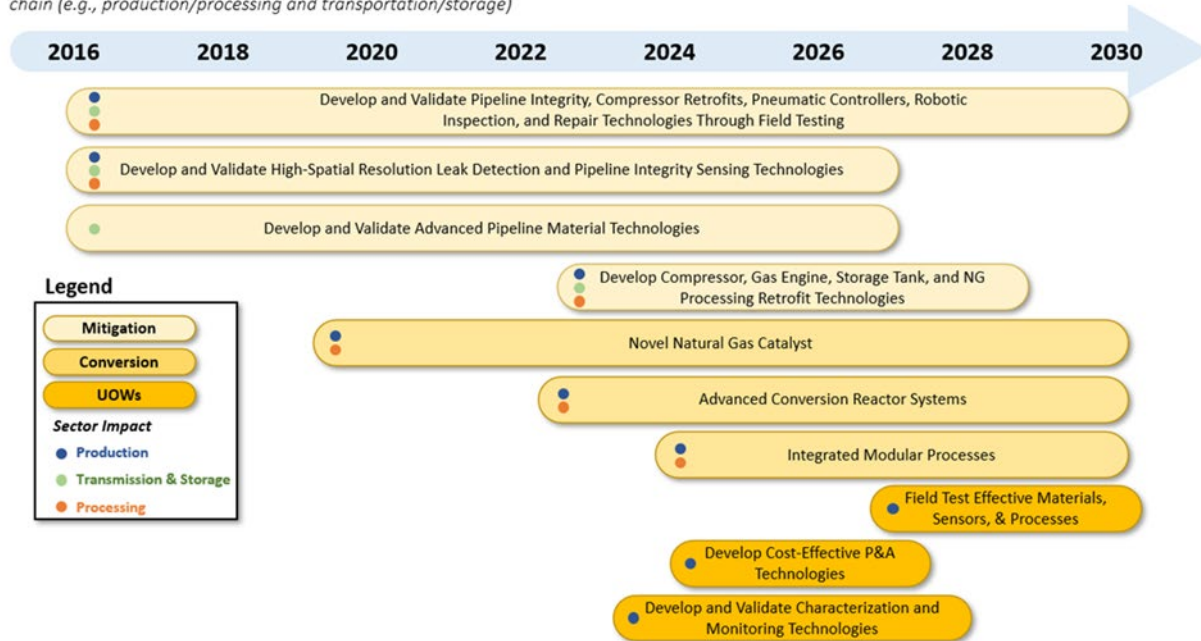 chain (e.g., production/processing and transportation/storage)
2016 2018 2020 2022 2024 2026 2028 2030
Develop and Validate Pipeline Integrity, Compressor Retrofits, Pneumatic Controllers, Robotic
Inspection, and Repair Technologies Through Field Testing
Develop and Validate High-Spatial Resolution Leak Detection and Pipeline Integrity Sensing Technologies
Develop and Validate Advanced Pipeline Material Technologies
Develop Compressor, Gas Engine, Storage Tank, and NG
Processing Retrofit Technologies
Novel Natural Gas Catalyst
Advanced Conversion Reactor Systems
Integrated Modular Processes
Field Test Effective Materials,
Sensors, & Processes
Develop Cost-Effective P&A
Technologies
Develop and Validate Characterization and
Monitoring Technologies
Legend
Mitigation
Conversion
UOWs
Sector Impact
Production
Transmission & Storage
Processing